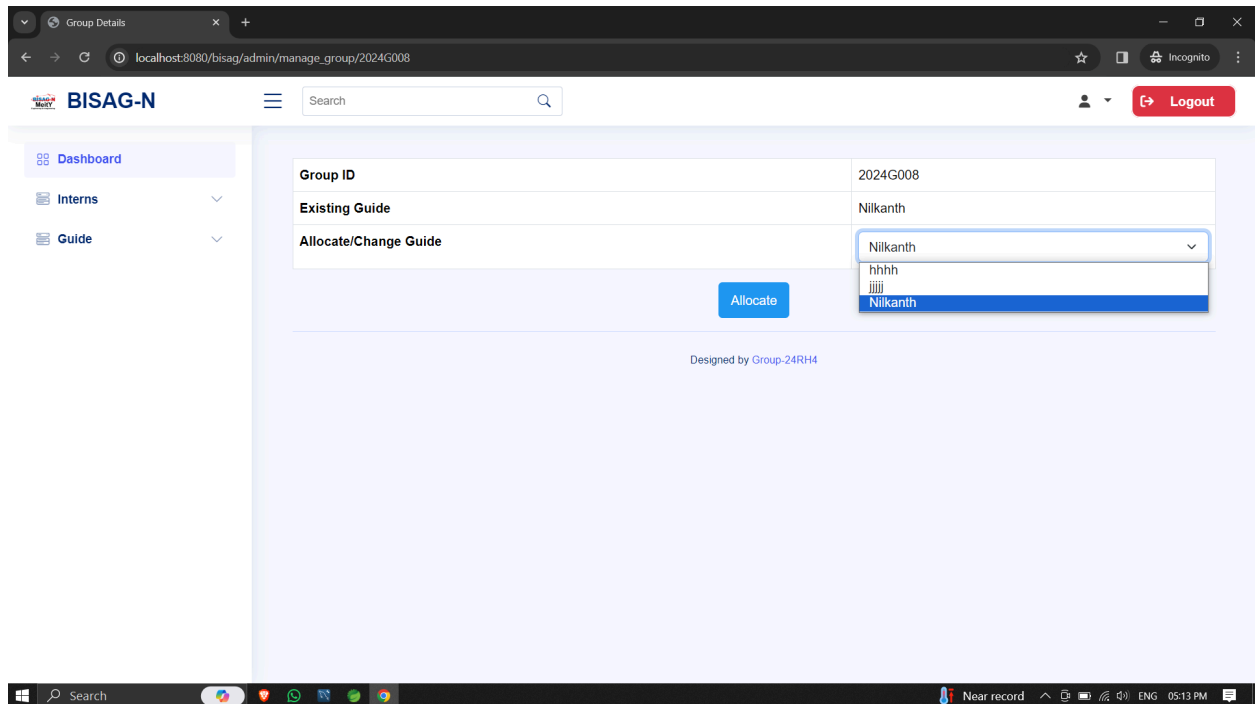 Group Details
localhost:8080/bisag/admin/manage_group/2024G008
Incognito
BISAG-N
MeitY
BISAG-N
Search
Logout
Dashboard
Interns
Guide
Group ID
2024G008
Existing Guide
Nilkanth
Allocate/Change Guide
Nilkanth
hhhh
jjjjj
Nilkanth
Allocate
Designed by Group-24RH4
Search
Near record
ENG
05:13 PM